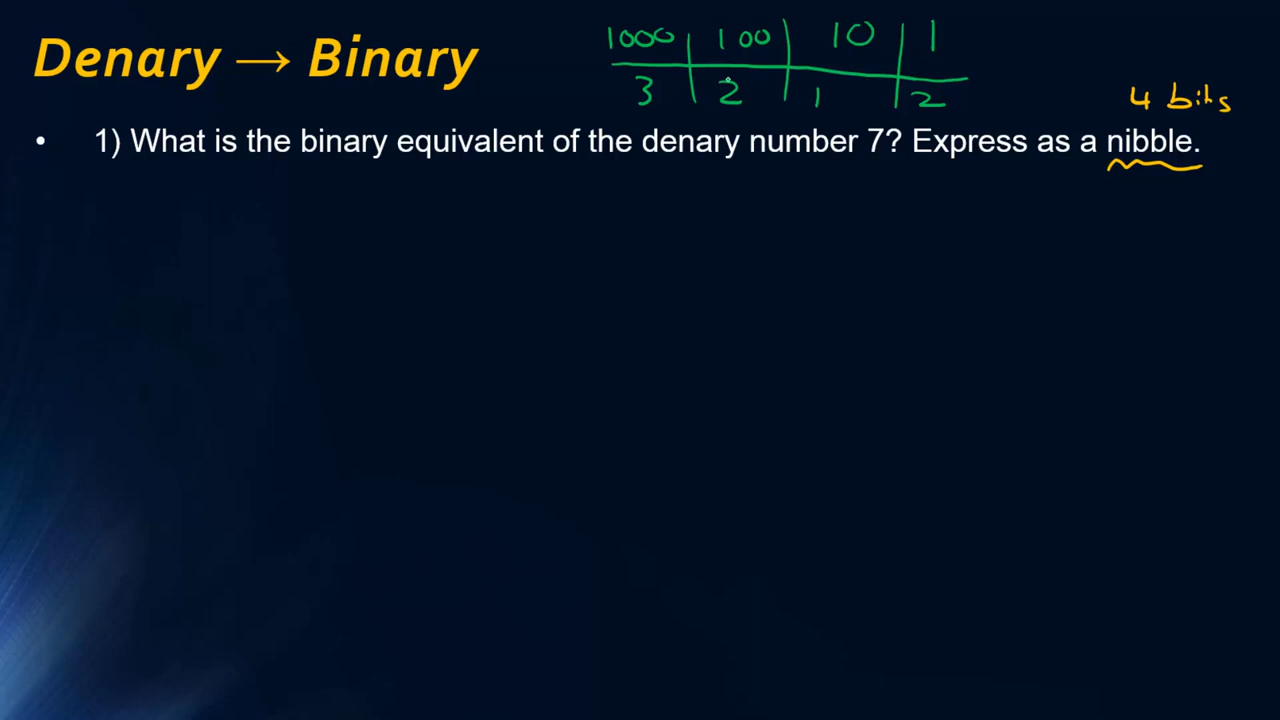 Denary → Binary
1000 | 100 | 10 | 1
3 | 2 | 1 | 2
4 bits
• 1) What is the binary equivalent of the denary number 7? Express as a nibble.